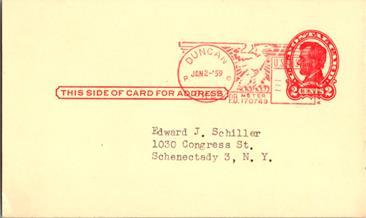 DUNCAN
JAN 2-'59
U.S.
METER
170749
2 CENTS 2
THIS SIDE OF CARD FOR ADDRESS
Edward J. Schiller
1030 Congress St.
Schenectady 3, N. Y.